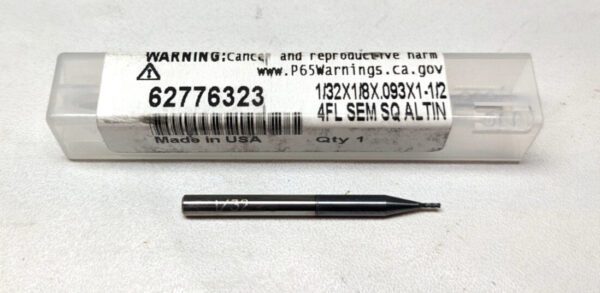 WARNING:Cancer and reproductive harm
www.P65Warnings.ca.gov
62776323
1/32X1/8X.093X1-1/2
4FL SEM SQ ALTIN
Made in USA
Qty 1
1/32